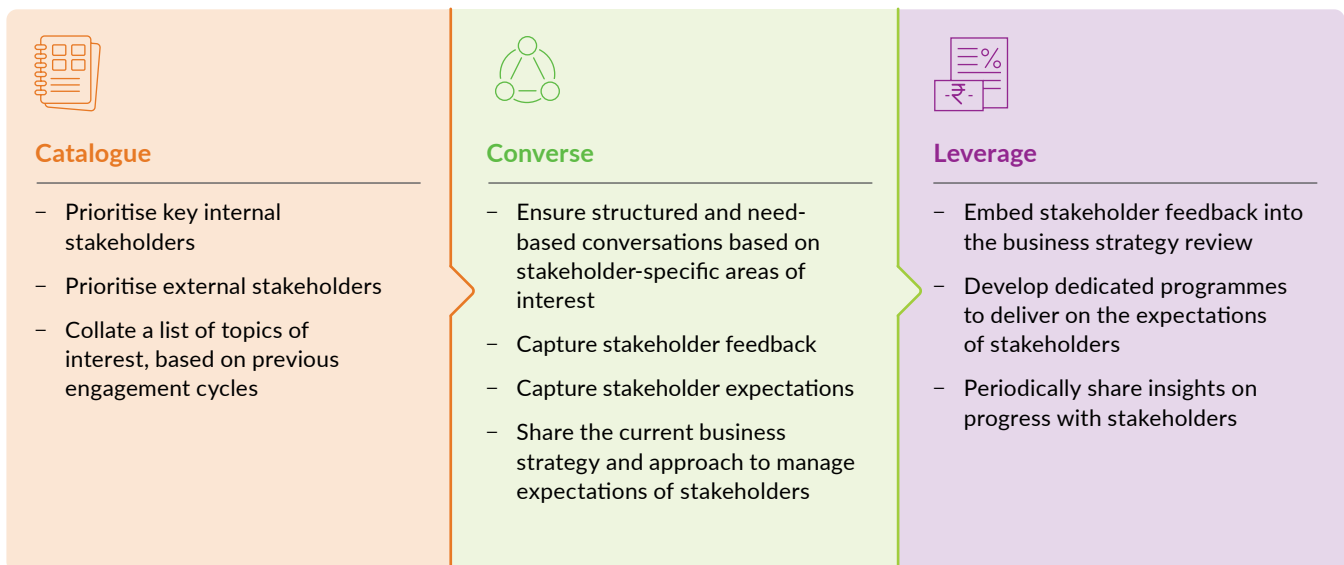 Catalogue
– Prioritise key internal
stakeholders
– Prioritise external stakeholders
– Collate a list of topics of
interest, based on previous
engagement cycles
Converse
– Ensure structured and need-
based conversations based on
stakeholder-specific areas of
interest
– Capture stakeholder feedback
– Capture stakeholder expectations
– Share the current business
strategy and approach to manage
expectations of stakeholders
%
-₹-
Leverage
– Embed stakeholder feedback into
the business strategy review
– Develop dedicated programmes
to deliver on the expectations
of stakeholders
– Periodically share insights on
progress with stakeholders